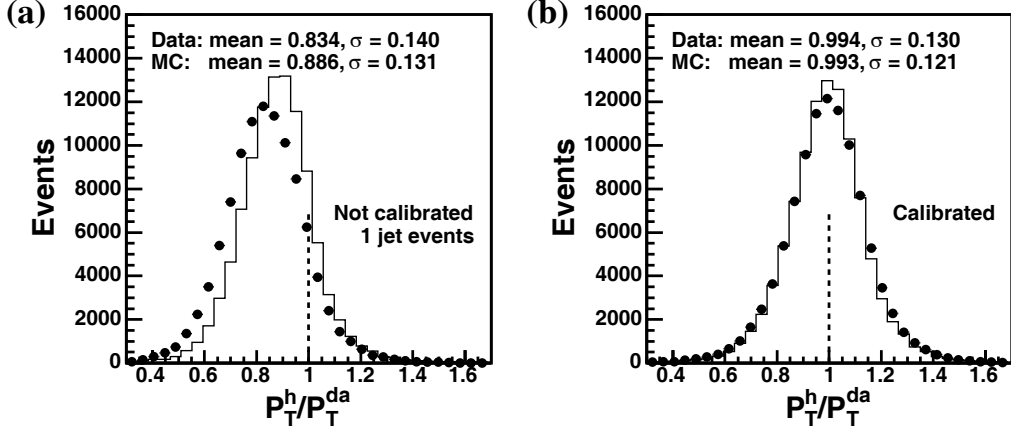 (a)
16000
14000
12000
10000
8000
6000
4000
2000
0
Events
Data: mean = 0.834, σ = 0.140
MC: mean = 0.886, σ = 0.131
Not calibrated
1 jet events
0.4 0.6 0.8 1 1.2 1.4 1.6
P_T^h/P_T^da
(b)
16000
14000
12000
10000
8000
6000
4000
2000
0
Events
Data: mean = 0.994, σ = 0.130
MC: mean = 0.993, σ = 0.121
Calibrated
0.4 0.6 0.8 1 1.2 1.4 1.6
P_T^h/P_T^da